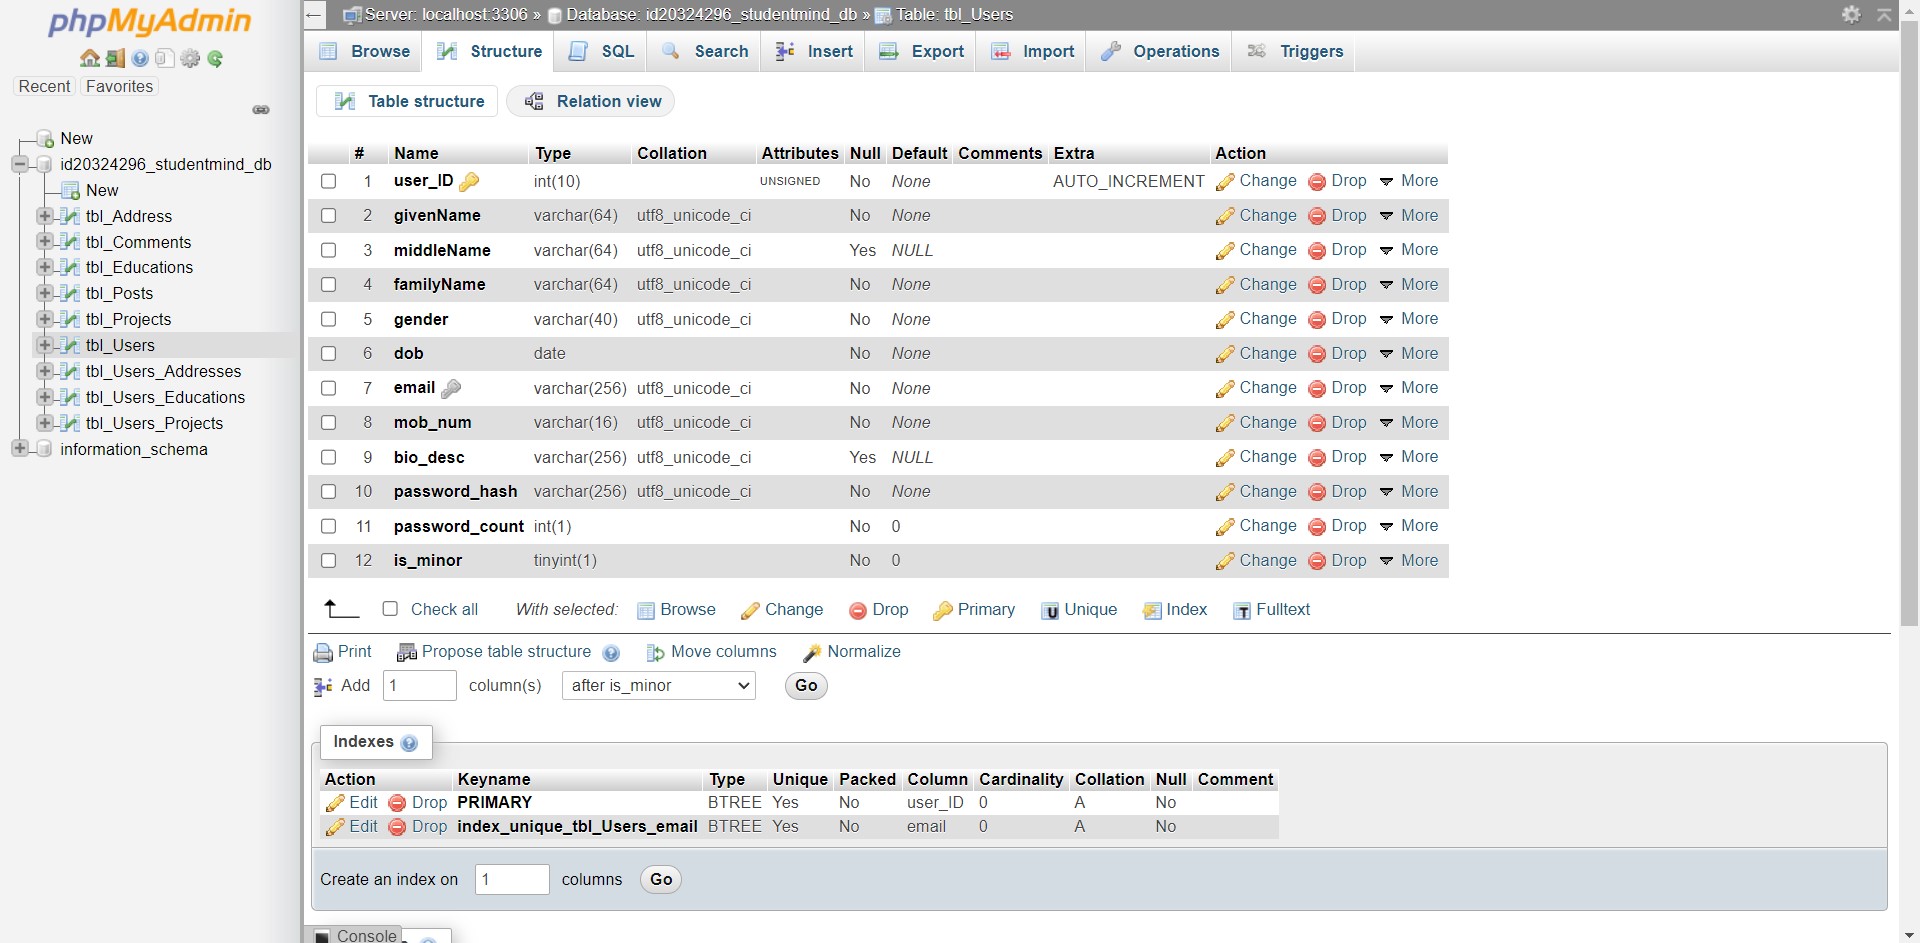 phpMyAdmin
Recent Favorites
New
id20324296_studentmind_db
New
tbl_Address
tbl_Comments
tbl_Educations
tbl_Posts
tbl_Projects
tbl_Users
tbl_Users_Addresses
tbl_Users_Educations
tbl_Users_Projects
information_schema
Server: localhost:3306 » Database: id20324296_studentmind_db » Table: tbl_Users
Browse Structure SQL Search Insert Export Import Operations Triggers
Table structure Relation view
# Name Type Collation Attributes Null Default Comments Extra Action
1 user_ID int(10) UNSIGNED No None AUTO_INCREMENT Change Drop More
2 givenName varchar(64) utf8_unicode_ci No None Change Drop More
3 middleName varchar(64) utf8_unicode_ci Yes NULL Change Drop More
4 familyName varchar(64) utf8_unicode_ci No None Change Drop More
5 gender varchar(40) utf8_unicode_ci No None Change Drop More
6 dob date No None Change Drop More
7 email varchar(256) utf8_unicode_ci No None Change Drop More
8 mob_num varchar(16) utf8_unicode_ci No None Change Drop More
9 bio_desc varchar(256) utf8_unicode_ci Yes NULL Change Drop More
10 password_hash varchar(256) utf8_unicode_ci No None Change Drop More
11 password_count int(1) No 0 Change Drop More
12 is_minor tinyint(1) No 0 Change Drop More
Check all With selected: Browse Change Drop Primary Unique Index Fulltext
Print Propose table structure Move columns Normalize
Add 1 column(s) after is_minor Go
Indexes
Action Keyname Type Unique Packed Column Cardinality Collation Null Comment
Edit Drop PRIMARY BTREE Yes No user_ID 0 A No
Edit Drop index_unique_tbl_Users_email BTREE Yes No email 0 A No
Create an index on 1 columns Go
Console